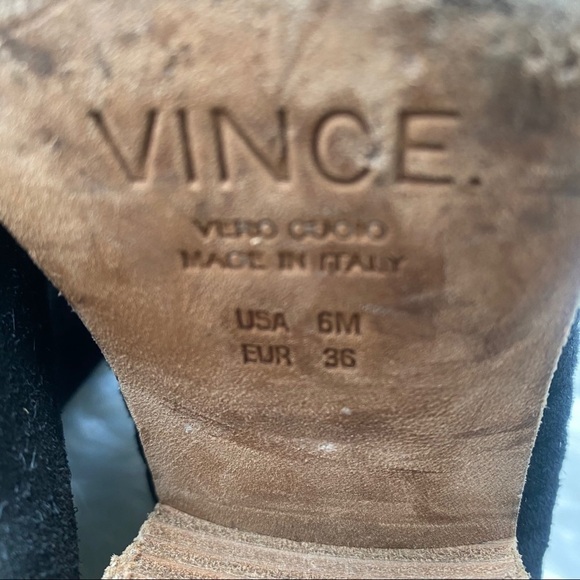 VINCE.
VERO CUOIO
MADE IN ITALY
USA 6M
EUR 36